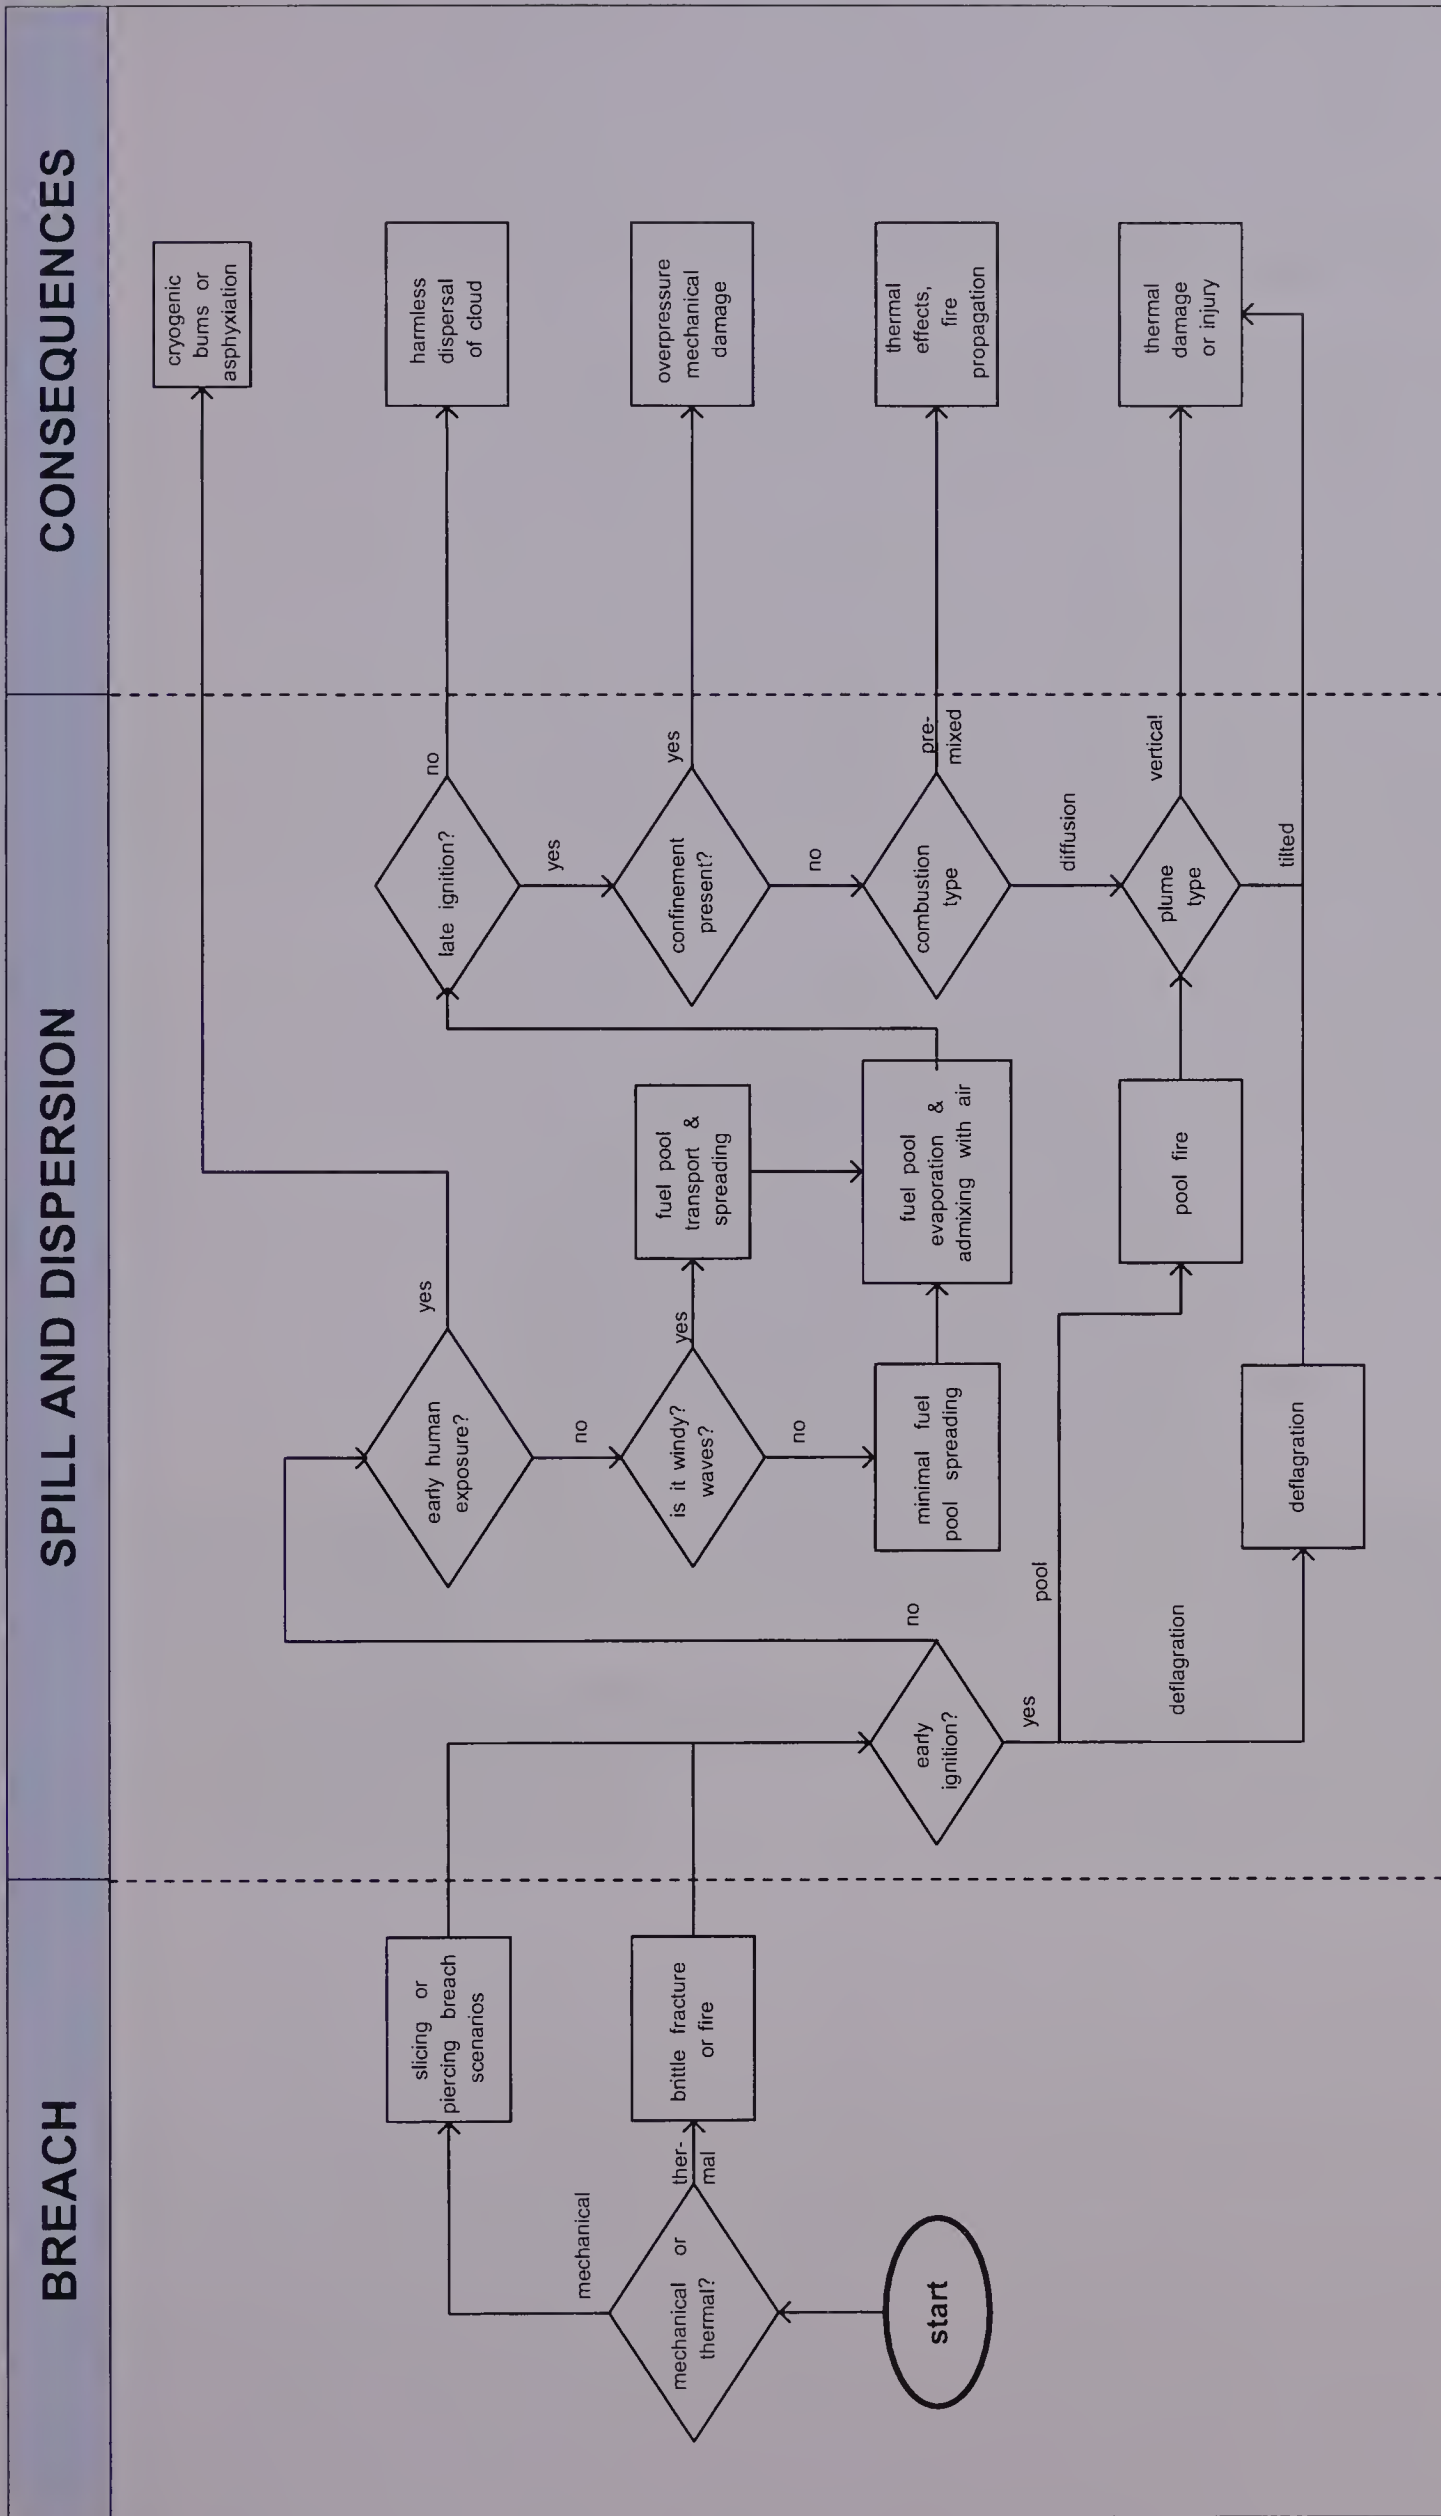 BREACH
SPILL AND DISPERSION
CONSEQUENCES
start
mechanical or
thermal?
mechanical
ther-
mal
slicing or
piercing breach
scenarios
brittle fracture
or fire
early
ignition?
no
yes
pool
deflagration
deflagration
early human
exposure?
yes
no
is it windy?
waves?
yes
no
minimal fuel
pool spreading
fuel pool
transport &
spreading
fuel pool
evaporation &
admixing with air
pool fire
late ignition?
no
yes
confinement
present?
yes
no
combustion
type
pre-
mixed
diffusion
plume
type
vertical
tilted
cryogenic
burns or
asphyxiation
harmless
dispersal
of cloud
overpressure
mechanical
damage
thermal
effects,
fire
propagation
thermal
damage
or injury